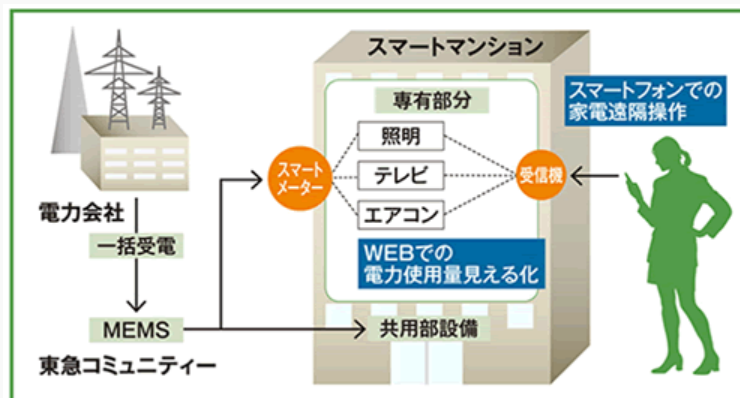 スマートマンション
専有部分
照明
テレビ
エアコン
スマート
メーター
受信機
スマートフォンでの
家電遠隔操作
WEBでの
電力使用量見える化
電力会社
一括受電
MEMS
東急コミュニティー
共用部設備